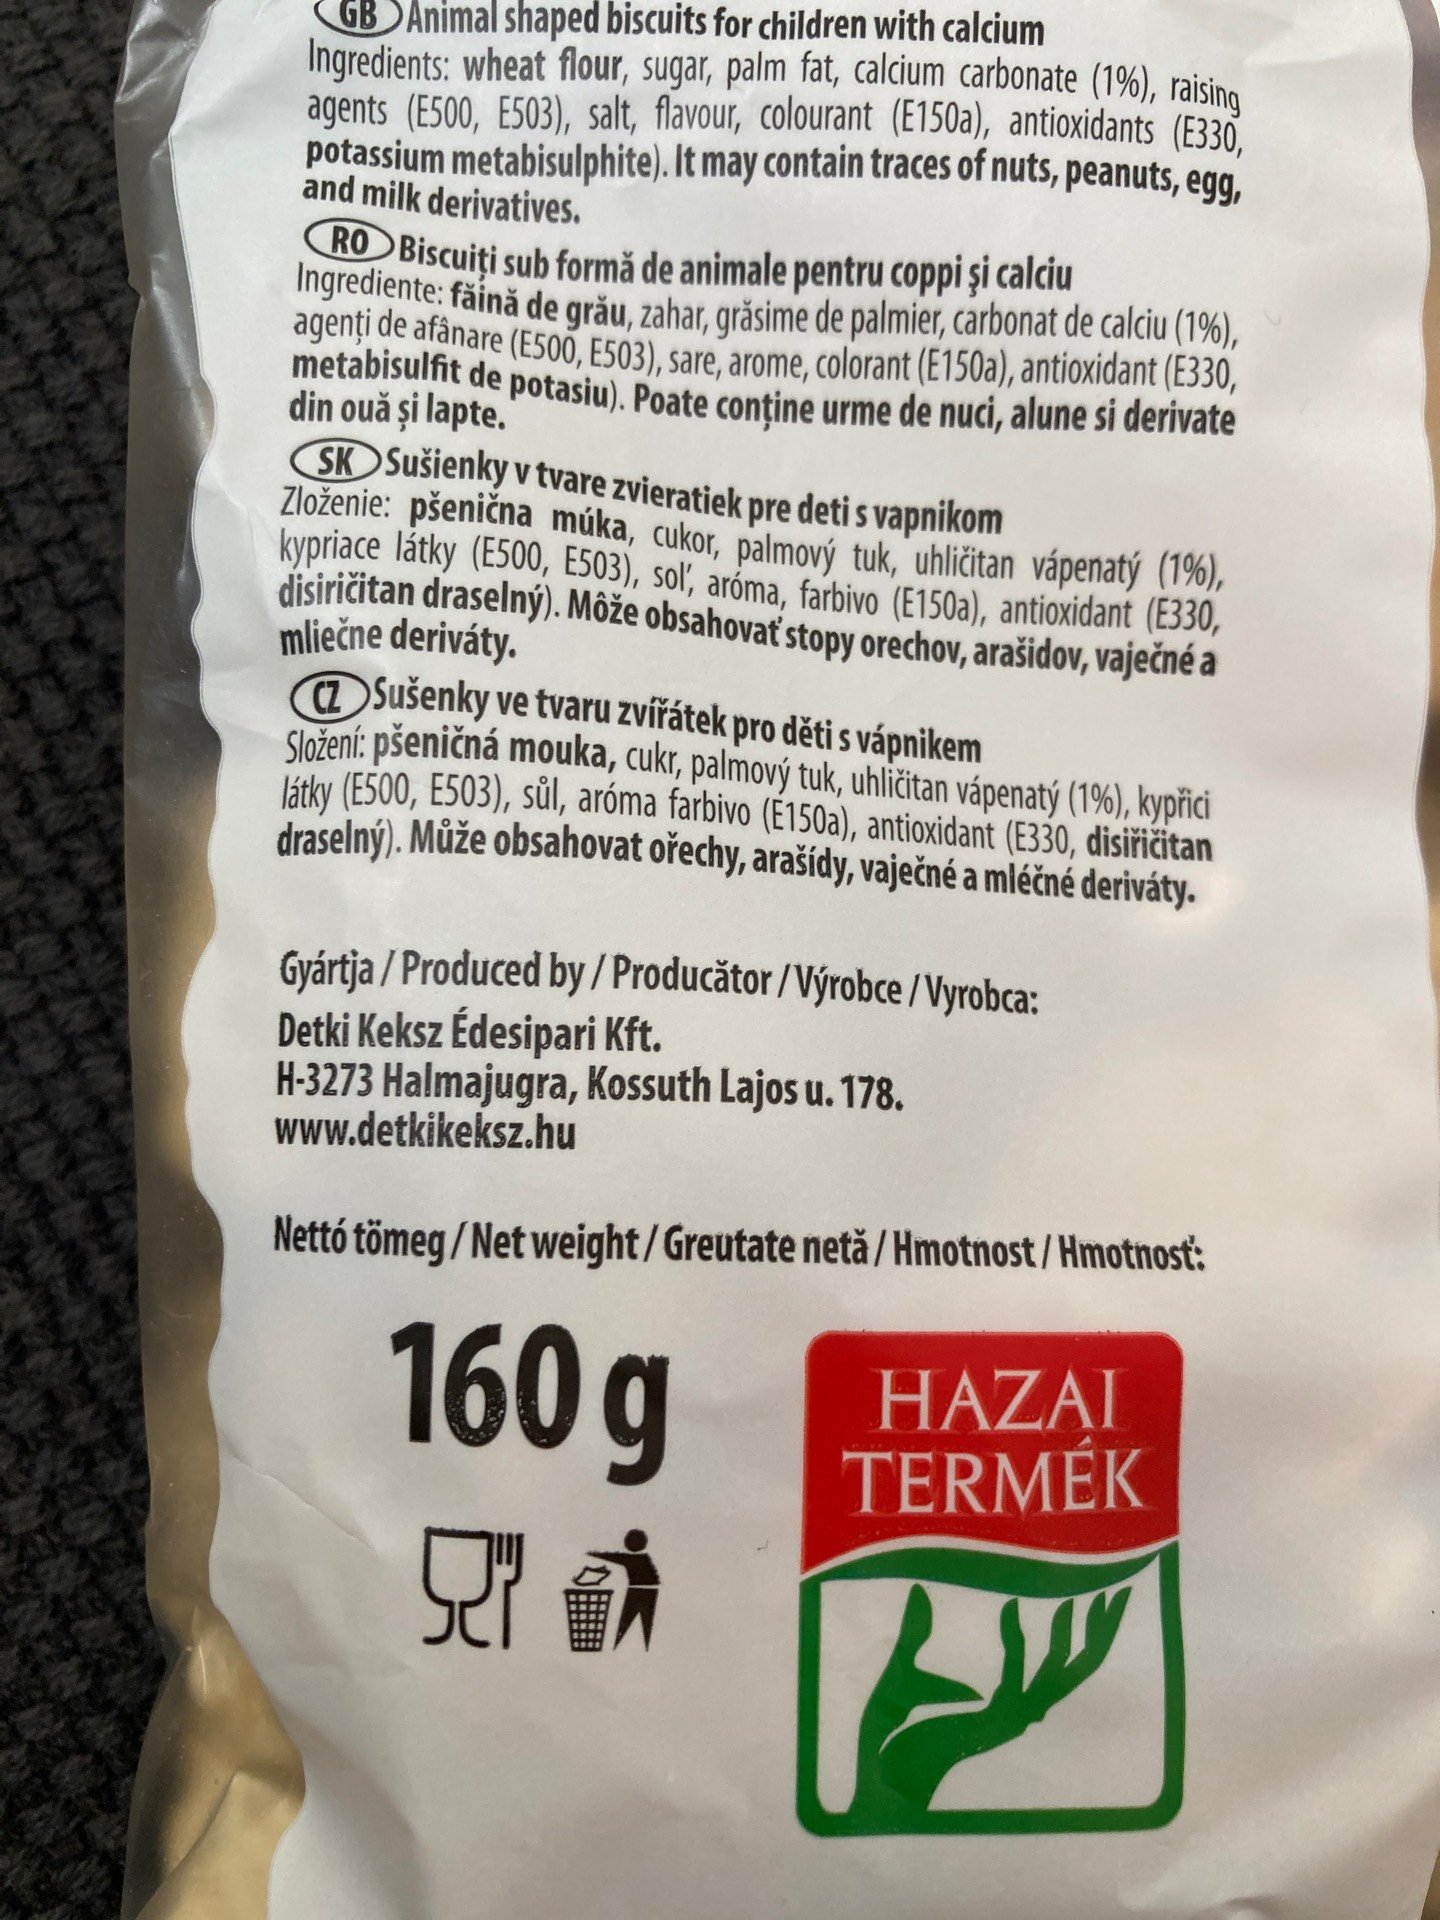 GB Animal shaped biscuits for children with calcium
Ingredients: wheat flour, sugar, palm fat, calcium carbonate (1%), raising
agents (E500, E503), salt, flavour, colourant (E150a), antioxidants (E330,
potassium metabisulphite). It may contain traces of nuts, peanuts, egg,
and milk derivatives.
RO Biscuiți sub formă de animale pentru coppi și calciu
Ingrediente: făină de grău, zahar, grăsime de palmier, carbonat de calciu (1%),
agenți de afânare (E500, E503), sare, arome, colorant (E150a), antioxidant (E330,
metabisulfit de potasiu). Poate conține urme de nuci, alune si derivate
din ouă și lapte.
SK Sušienky v tvare zvieratiek pre deti s vapnikom
Zloženie: pšenična múka, cukor, palmový tuk, uhličitan vápenatý (1%),
kypriace látky (E500, E503), soľ, aróma, farbivo (E150a), antioxidant (E330,
disiričitan draselný). Môže obsahovať stopy orechov, arašidov, vaječné a
mliečne deriváty.
CZ Sušenky ve tvaru zvířátek pro děti s vápnikem
Složení: pšeničná mouka, cukr, palmový tuk, uhličitan vápenatý (1%), kypřici
látky (E500, E503), sůl, aróma farbivo (E150a), antioxidant (E330, disiřičitan
draselný). Může obsahovat ořechy, arašídy, vaječné a mléčné deriváty.
Gyártja / Produced by / Producător / Výrobce / Vyrobca:
Detki Keksz Édesipari Kft.
H-3273 Halmajugra, Kossuth Lajos u. 178.
www.detkikeksz.hu
Nettó tömeg / Net weight / Greutate netă / Hmotnost / Hmotnosť:
160 g
HAZAI
TERMÉK